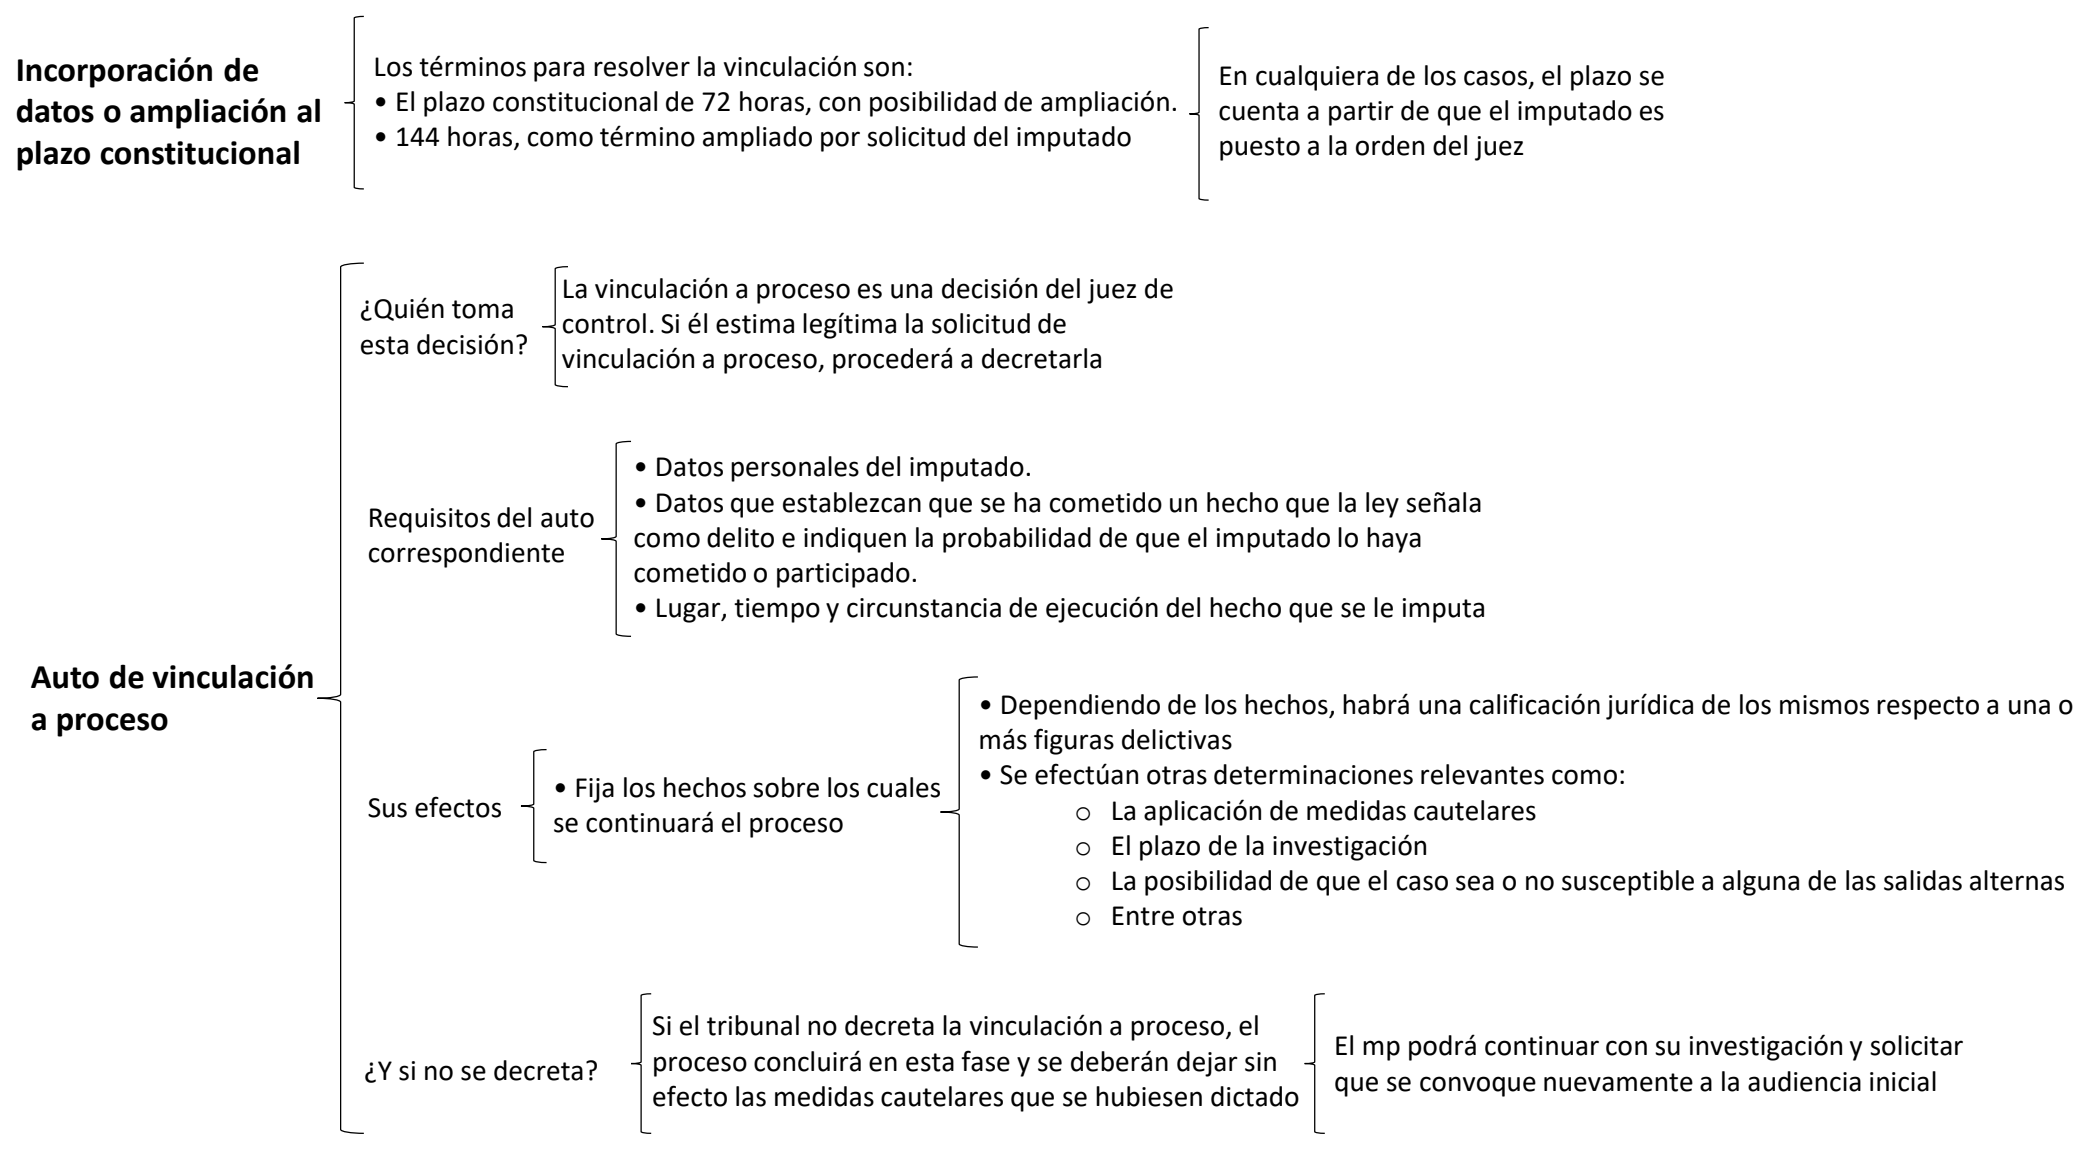 Incorporación de
datos o ampliación al
plazo constitucional
Los términos para resolver la vinculación son:
• El plazo constitucional de 72 horas, con posibilidad de ampliación.
• 144 horas, como término ampliado por solicitud del imputado
En cualquiera de los casos, el plazo se
cuenta a partir de que el imputado es
puesto a la orden del juez
Auto de vinculación
a proceso
¿Quién toma
esta decisión?
La vinculación a proceso es una decisión del juez de
control. Si él estima legítima la solicitud de
vinculación a proceso, procederá a decretarla
Requisitos del auto
correspondiente
• Datos personales del imputado.
• Datos que establezcan que se ha cometido un hecho que la ley señala
como delito e indiquen la probabilidad de que el imputado lo haya
cometido o participado.
• Lugar, tiempo y circunstancia de ejecución del hecho que se le imputa
Sus efectos
• Fija los hechos sobre los cuales
se continuará el proceso
• Dependiendo de los hechos, habrá una calificación jurídica de los mismos respecto a una o
más figuras delictivas
• Se efectúan otras determinaciones relevantes como:
o La aplicación de medidas cautelares
o El plazo de la investigación
o La posibilidad de que el caso sea o no susceptible a alguna de las salidas alternas
o Entre otras
¿Y si no se decreta?
Si el tribunal no decreta la vinculación a proceso, el
proceso concluirá en esta fase y se deberán dejar sin
efecto las medidas cautelares que se hubiesen dictado
El mp podrá continuar con su investigación y solicitar
que se convoque nuevamente a la audiencia inicial